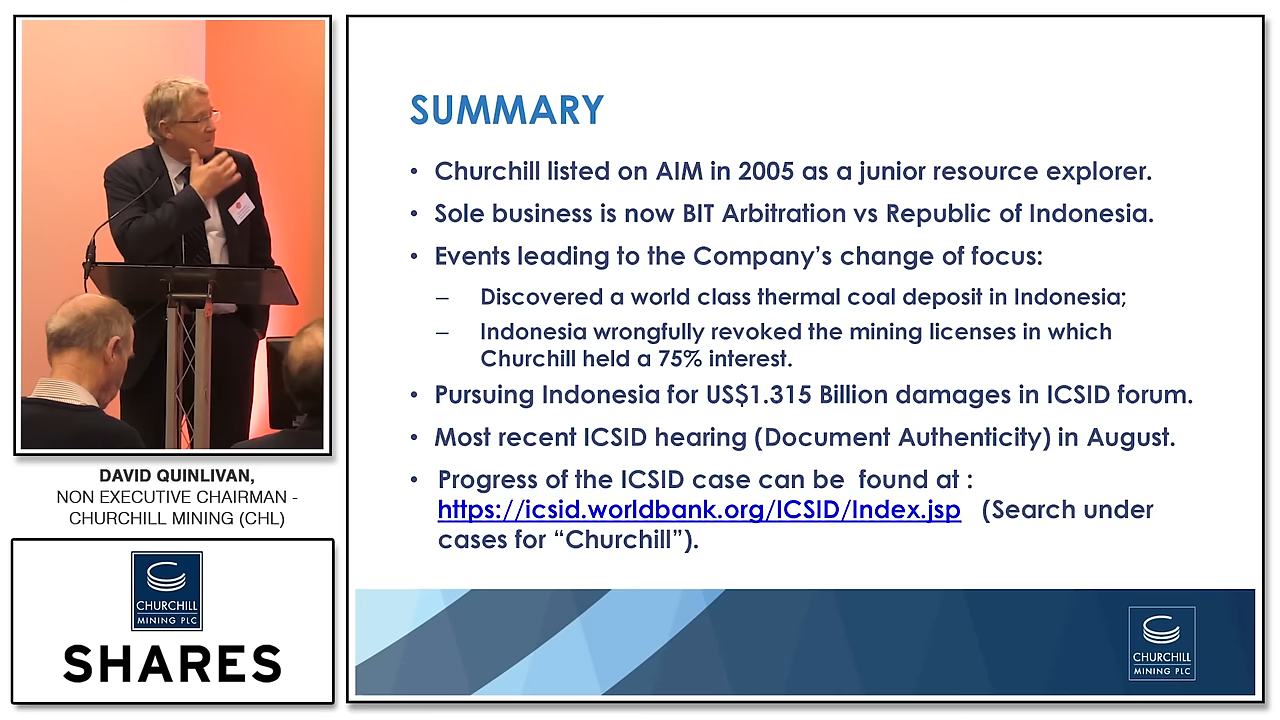 SUMMARY
• Churchill listed on AIM in 2005 as a junior resource explorer.
• Sole business is now BIT Arbitration vs Republic of Indonesia.
• Events leading to the Company’s change of focus:
– Discovered a world class thermal coal deposit in Indonesia;
– Indonesia wrongfully revoked the mining licenses in which
Churchill held a 75% interest.
• Pursuing Indonesia for US$1.315 Billion damages in ICSID forum.
• Most recent ICSID hearing (Document Authenticity) in August.
• Progress of the ICSID case can be found at :
https://icsid.worldbank.org/ICSID/Index.jsp (Search under
cases for “Churchill”).
CHURCHILL
MINING PLC
DAVID QUINLIVAN,
NON EXECUTIVE CHAIRMAN -
CHURCHILL MINING (CHL)
CHURCHILL
MINING PLC
SHARES